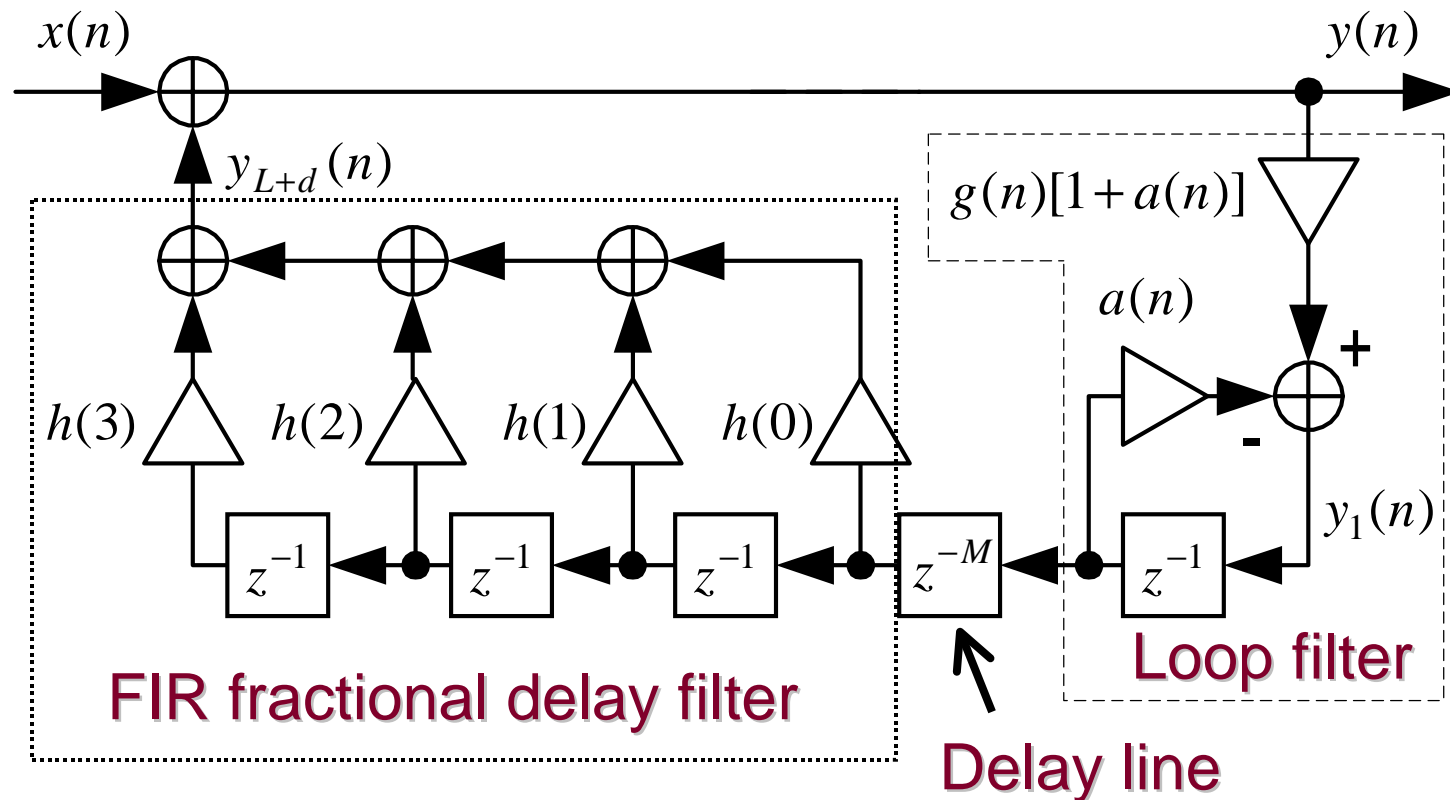 x(n)
y(n)
y_{L+d}(n)
g(n)[1+a(n)]
a(n)
+
-
h(3)
h(2)
h(1)
h(0)
y_1(n)
z^{-1}
z^{-1}
z^{-1}
z^{-M}
z^{-1}
Loop filter
FIR fractional delay filter
Delay line